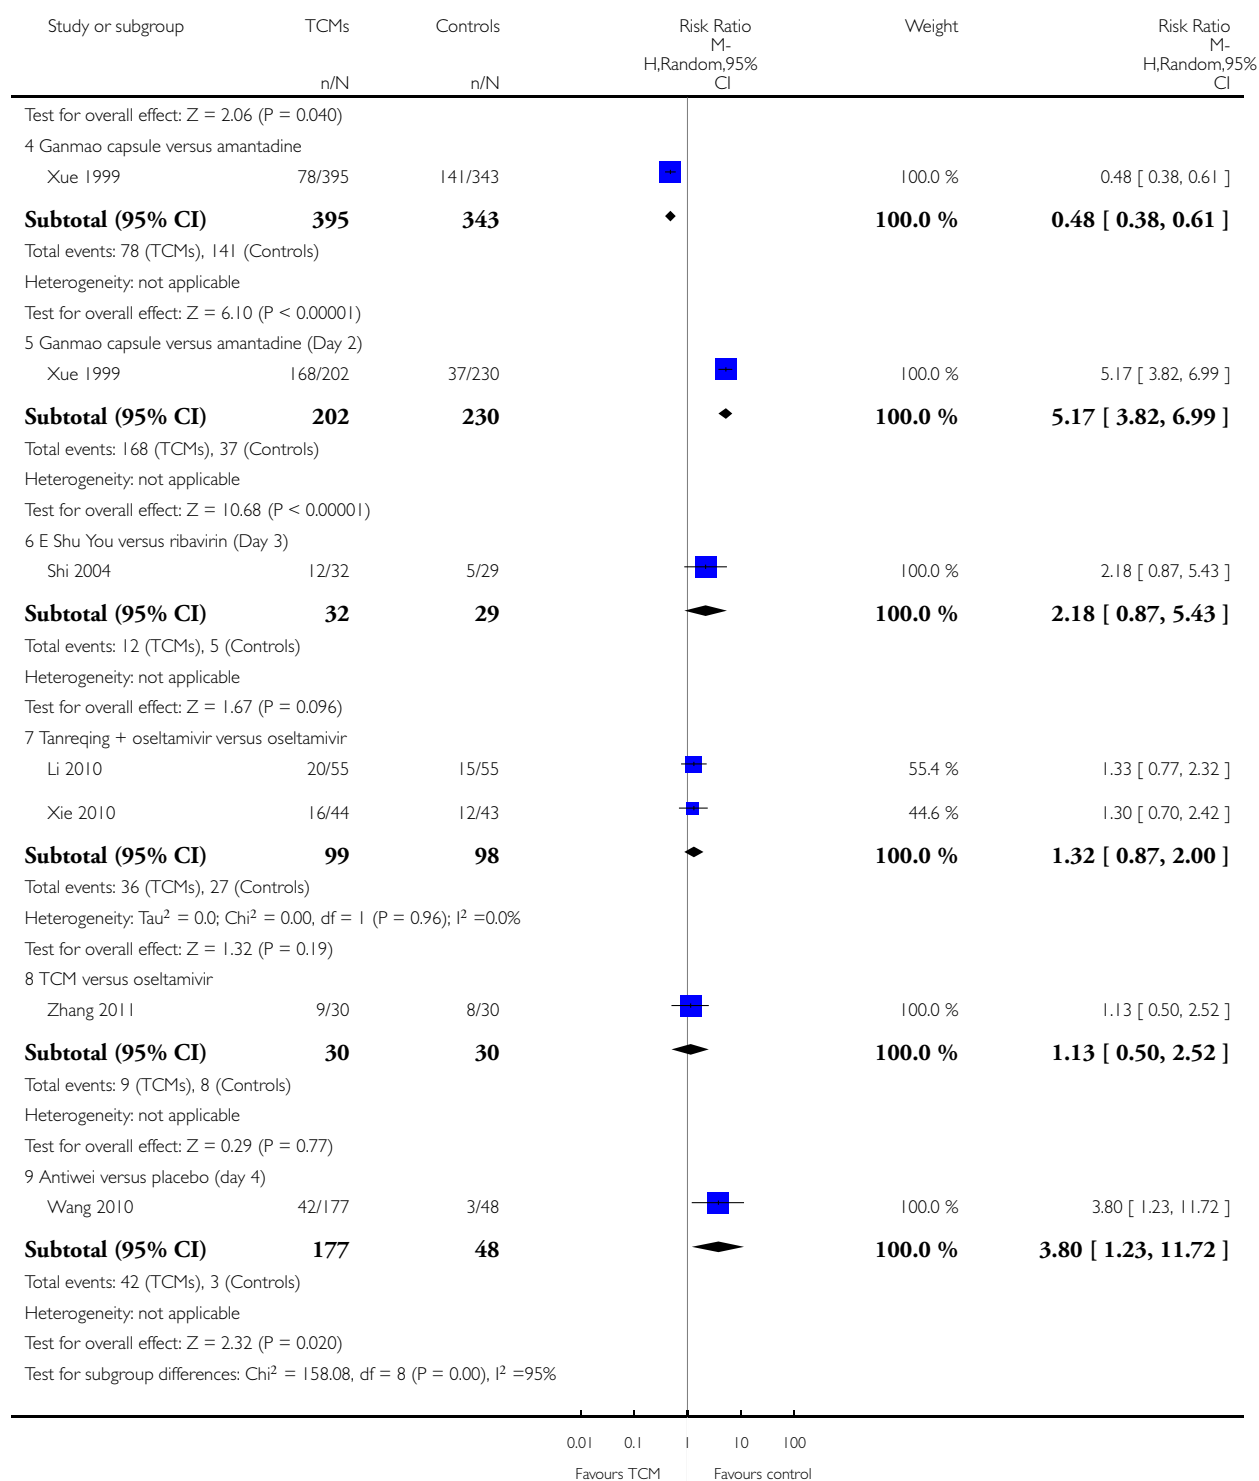 Study or subgroup TCMs Controls Risk Ratio Weight Risk Ratio
n/N n/N M-H,Random,95% CI M-H,Random,95% CI
Test for overall effect: Z = 2.06 (P = 0.040)
4 Ganmao capsule versus amantadine
Xue 1999 78/395 141/343 100.0 % 0.48 [ 0.38, 0.61 ]
Subtotal (95% CI) 395 343 100.0 % 0.48 [ 0.38, 0.61 ]
Total events: 78 (TCMs), 141 (Controls)
Heterogeneity: not applicable
Test for overall effect: Z = 6.10 (P < 0.00001)
5 Ganmao capsule versus amantadine (Day 2)
Xue 1999 168/202 37/230 100.0 % 5.17 [ 3.82, 6.99 ]
Subtotal (95% CI) 202 230 100.0 % 5.17 [ 3.82, 6.99 ]
Total events: 168 (TCMs), 37 (Controls)
Heterogeneity: not applicable
Test for overall effect: Z = 10.68 (P < 0.00001)
6 E Shu You versus ribavirin (Day 3)
Shi 2004 12/32 5/29 100.0 % 2.18 [ 0.87, 5.43 ]
Subtotal (95% CI) 32 29 100.0 % 2.18 [ 0.87, 5.43 ]
Total events: 12 (TCMs), 5 (Controls)
Heterogeneity: not applicable
Test for overall effect: Z = 1.67 (P = 0.096)
7 Tanreqing + oseltamivir versus oseltamivir
Li 2010 20/55 15/55 55.4 % 1.33 [ 0.77, 2.32 ]
Xie 2010 16/44 12/43 44.6 % 1.30 [ 0.70, 2.42 ]
Subtotal (95% CI) 99 98 100.0 % 1.32 [ 0.87, 2.00 ]
Total events: 36 (TCMs), 27 (Controls)
Heterogeneity: Tau² = 0.0; Chi² = 0.00, df = 1 (P = 0.96); I² =0.0%
Test for overall effect: Z = 1.32 (P = 0.19)
8 TCM versus oseltamivir
Zhang 2011 9/30 8/30 100.0 % 1.13 [ 0.50, 2.52 ]
Subtotal (95% CI) 30 30 100.0 % 1.13 [ 0.50, 2.52 ]
Total events: 9 (TCMs), 8 (Controls)
Heterogeneity: not applicable
Test for overall effect: Z = 0.29 (P = 0.77)
9 Antiwei versus placebo (day 4)
Wang 2010 42/177 3/48 100.0 % 3.80 [ 1.23, 11.72 ]
Subtotal (95% CI) 177 48 100.0 % 3.80 [ 1.23, 11.72 ]
Total events: 42 (TCMs), 3 (Controls)
Heterogeneity: not applicable
Test for overall effect: Z = 2.32 (P = 0.020)
Test for subgroup differences: Chi² = 158.08, df = 8 (P = 0.00), I² =95%
0.01 0.1 1 10 100
Favours TCM Favours control